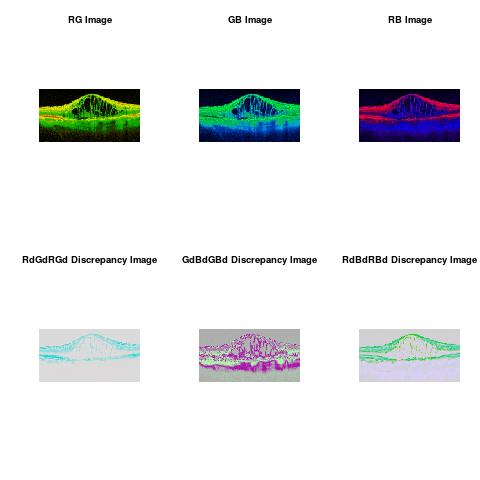 RG Image
GB Image
RB Image
RdGdRGd Discrepancy Image
GdBdGBd Discrepancy Image
RdBdRBd Discrepancy Image